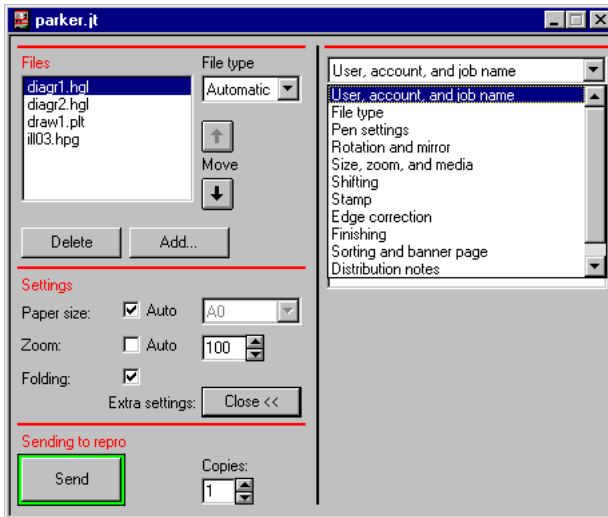 parker.jt
Files
File type
diagr1.hgl
diagr2.hgl
draw1.plt
ill03.hpg
Automatic
Move
Delete
Add...
Settings
Paper size:
Auto
A0
Zoom:
Auto
100
Folding:
Extra settings:
Close <<
Sending to repro
Send
Copies:
1
User, account, and job name
User, account, and job name
File type
Pen settings
Rotation and mirror
Size, zoom, and media
Shifting
Stamp
Edge correction
Finishing
Sorting and banner page
Distribution notes